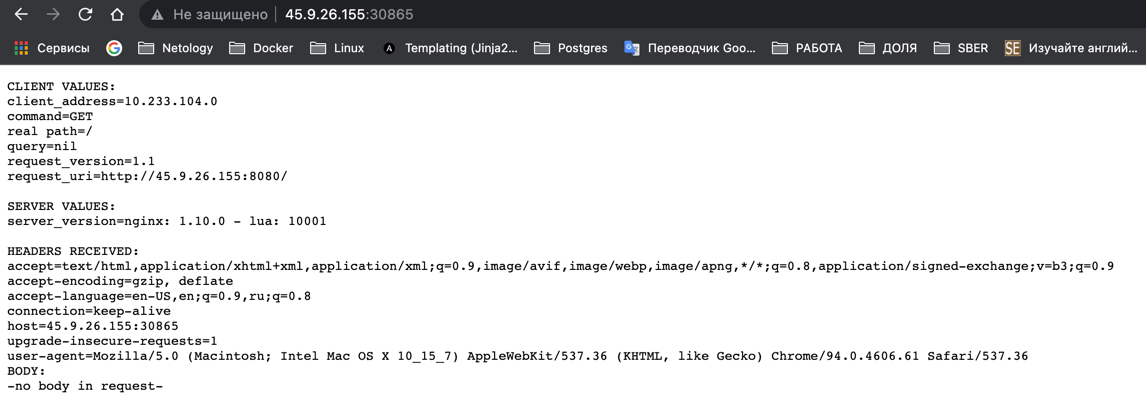 Не защищено | 45.9.26.155:30865
Сервисы Netology Docker Linux Templating (Jinja2... Postgres Переводчик Goo... РАБОТА ДОЛЯ SBER SE Изучайте англий...
CLIENT VALUES:
client_address=10.233.104.0
command=GET
real path=/
query=nil
request_version=1.1
request_uri=http://45.9.26.155:8080/
SERVER VALUES:
server_version=nginx: 1.10.0 - lua: 10001
HEADERS RECEIVED:
accept=text/html,application/xhtml+xml,application/xml;q=0.9,image/avif,image/webp,image/apng,*/*;q=0.8,application/signed-exchange;v=b3;q=0.9
accept-encoding=gzip, deflate
accept-language=en-US,en;q=0.9,ru;q=0.8
connection=keep-alive
host=45.9.26.155:30865
upgrade-insecure-requests=1
user-agent=Mozilla/5.0 (Macintosh; Intel Mac OS X 10_15_7) AppleWebKit/537.36 (KHTML, like Gecko) Chrome/94.0.4606.61 Safari/537.36
BODY:
-no body in request-